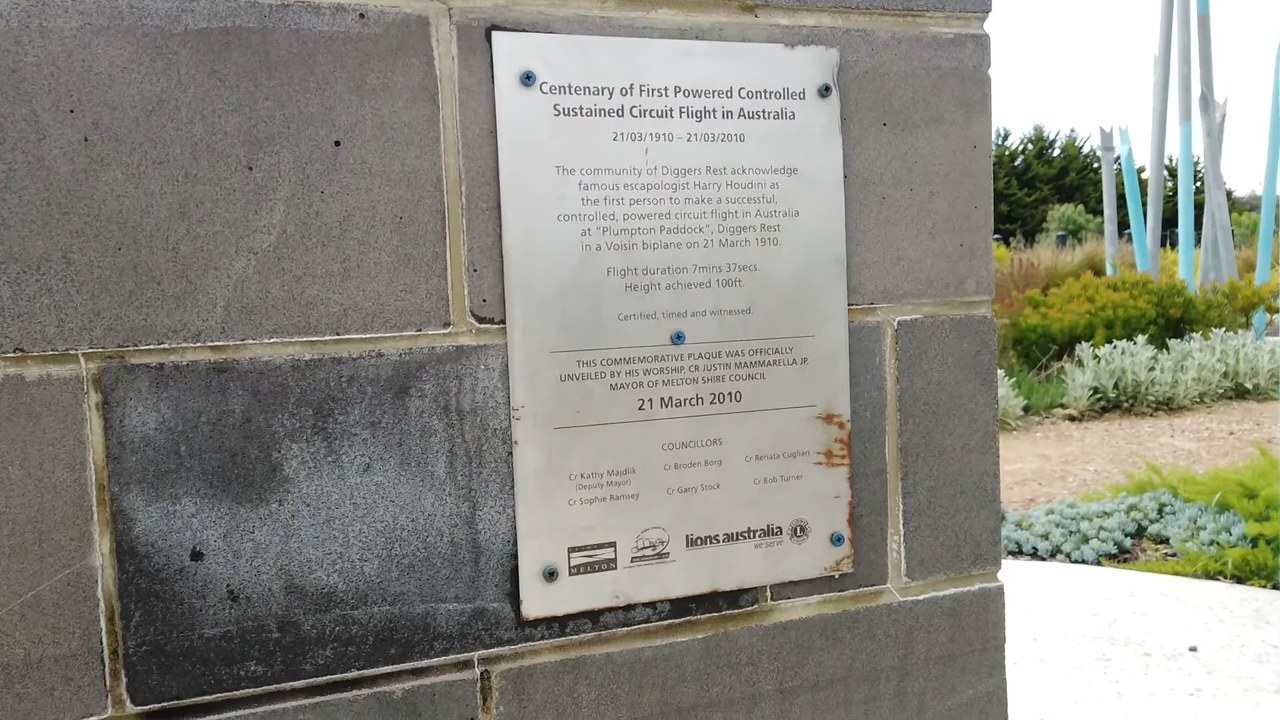 Centenary of First Powered Controlled
Sustained Circuit Flight in Australia
21/03/1910 – 21/03/2010
The community of Diggers Rest acknowledge
famous escapologist Harry Houdini as
the first person to make a successful,
controlled, powered circuit flight in Australia
at “Plumpton Paddock”, Diggers Rest
in a Voisin biplane on 21 March 1910.
Flight duration 7mins 37secs.
Height achieved 100ft.
Certified, timed and witnessed.
THIS COMMEMORATIVE PLAQUE WAS OFFICIALLY
UNVEILED BY HIS WORSHIP, CR JUSTIN MAMMARELLA JP,
MAYOR OF MELTON SHIRE COUNCIL
21 March 2010
COUNCILLORS
Cr Kathy Majdlik Cr Broden Borg Cr Renata Cugliari
(Deputy Mayor)
Cr Sophie Ramsey Cr Garry Stock Cr Bob Turner
MELTON
lions australia
we serve
L